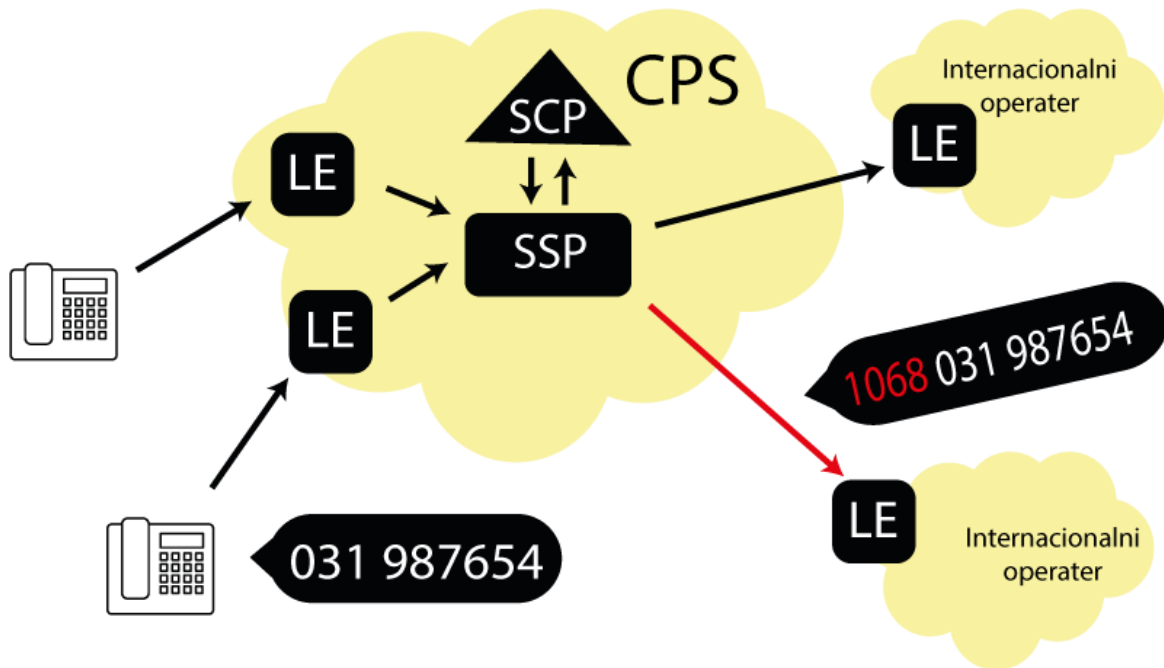 SCP
CPS
LE
SSP
LE
Internacionalni
operater
LE
1068 031 987654
LE
Internacionalni
operater
031 987654